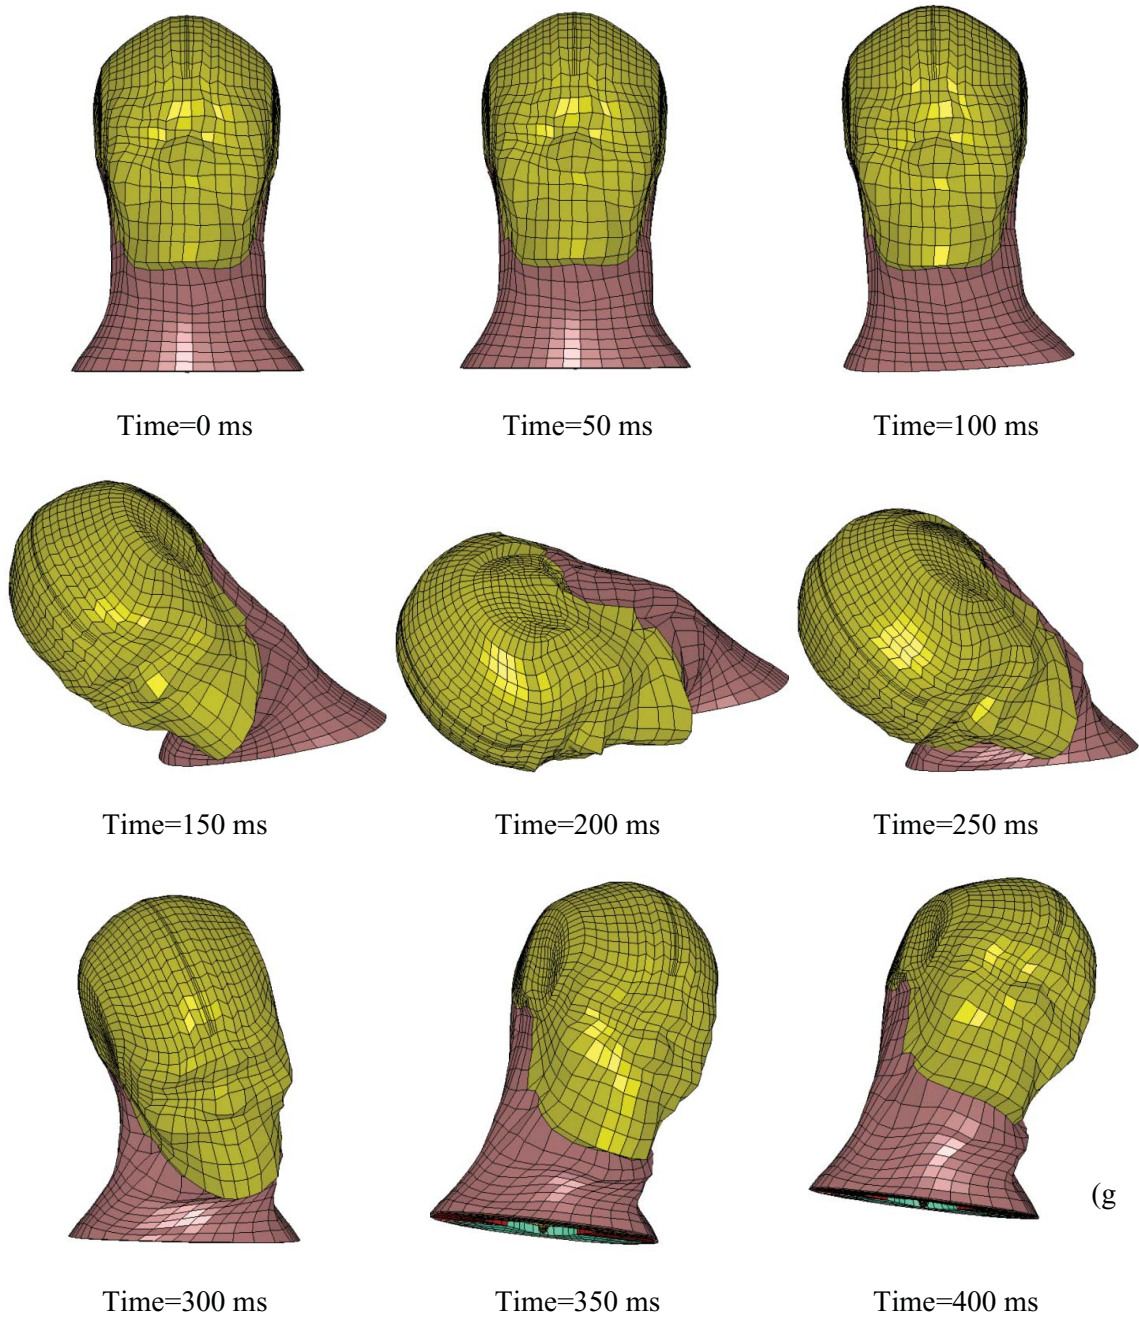 Time=0 ms
Time=50 ms
Time=100 ms
Time=150 ms
Time=200 ms
Time=250 ms
(g
Time=300 ms
Time=350 ms
Time=400 ms